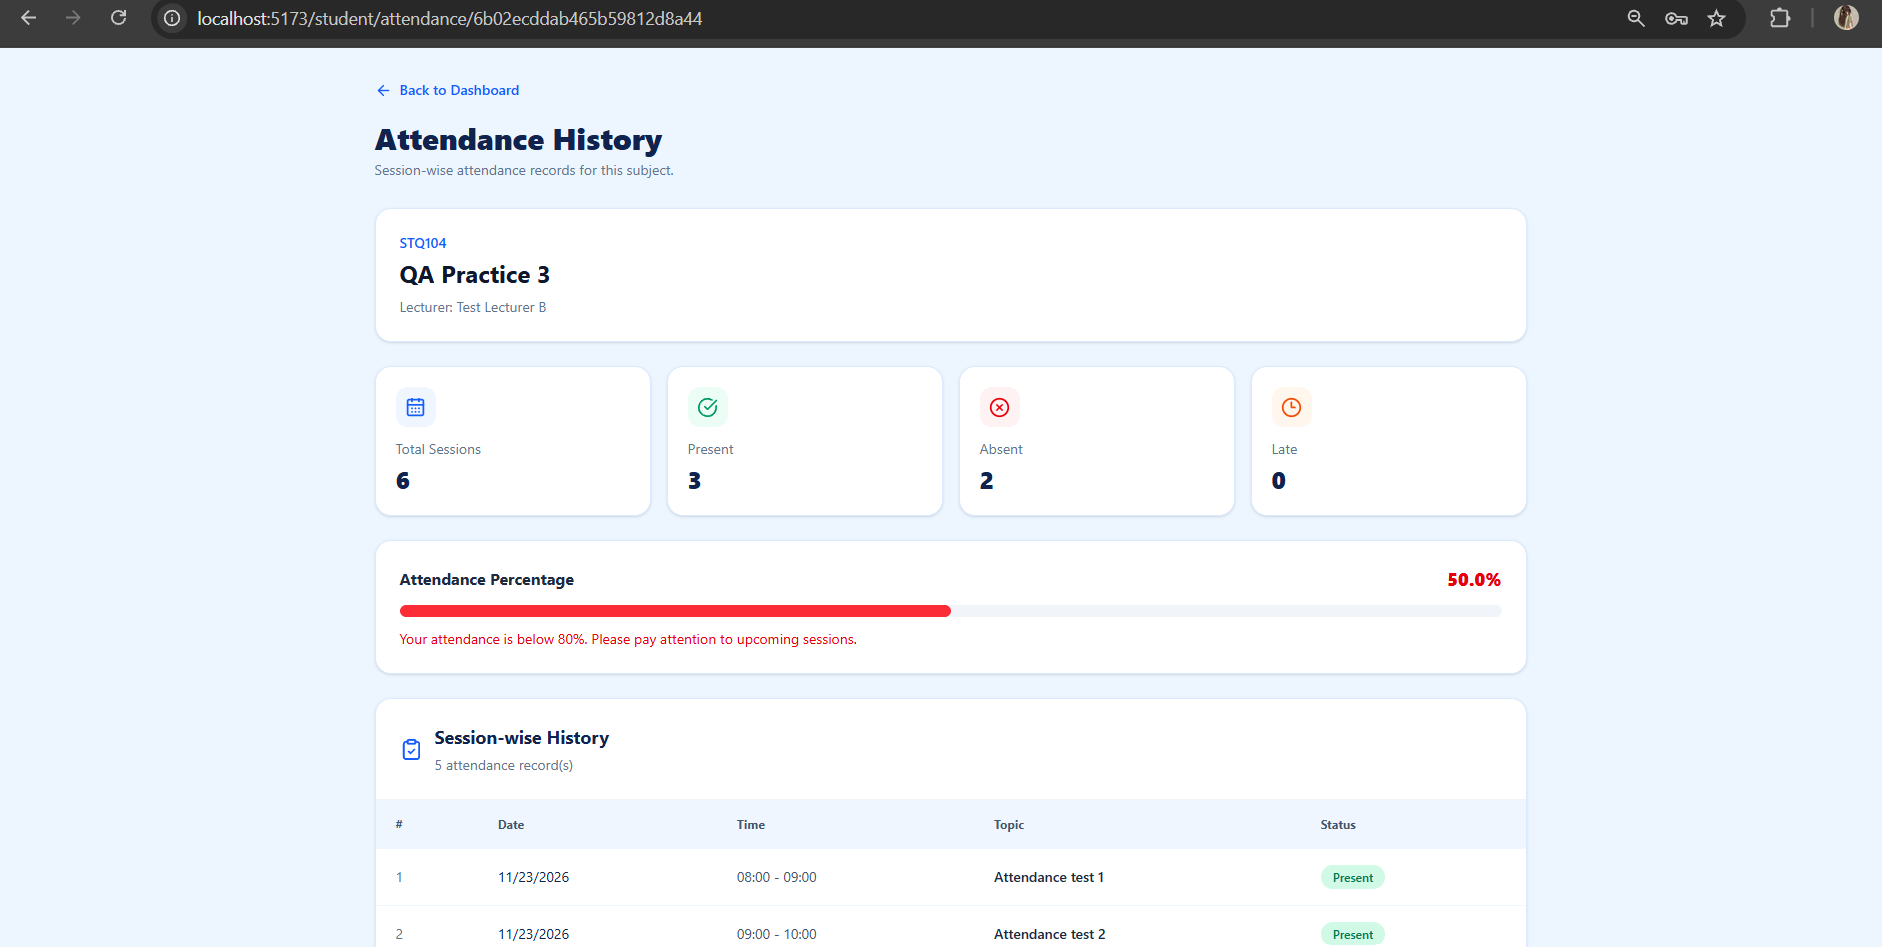 localhost:5173/student/attendance/6b02ecddab465b59812d8a44
Back to Dashboard
Attendance History
Session-wise attendance records for this subject.
STQ104
QA Practice 3
Lecturer: Test Lecturer B
Total Sessions
6
Present
3
Absent
2
Late
0
Attendance Percentage 50.0%
Your attendance is below 80%. Please pay attention to upcoming sessions.
Session-wise History
5 attendance record(s)
# Date Time Topic Status
1 11/23/2026 08:00 - 09:00 Attendance test 1 Present
2 11/23/2026 09:00 - 10:00 Attendance test 2 Present